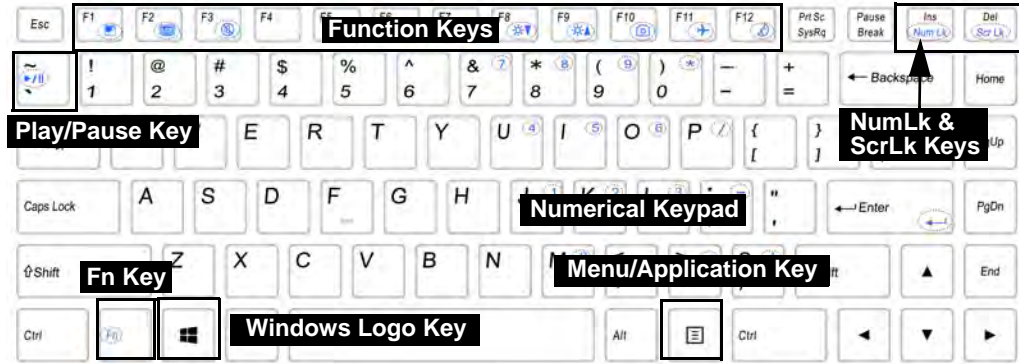 Esc F1 F2 F3 F4 F8 F9 F10 F11 F12 Prt Sc SysRq Pause Break Ins Num Lk Del Scr Lk
Function Keys
~ ` ! 1 @ 2 # 3 $ 4 % 5 ^ 6 & 7 7 * 8 8 ( 9 9 ) 0 * — - + = ← Backspace Home
Play/Pause Key
NumLk &
ScrLk Keys
E R T Y U 4 I 5 O 6 P / { [ } ] Up
Caps Lock A S D F G H " ' Enter PgDn
Numerical Keypad
Shift Z X C V B N M End
Fn Key
Menu/Application Key
Ctrl Fn Alt Ctrl
Windows Logo Key